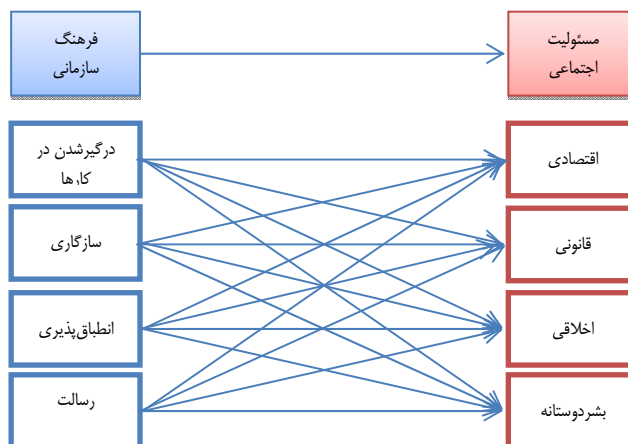 فرهنگ
سازمانی
مسئولیت
اجتماعی
درگیرشدن در
کارها
اقتصادی
سازگاری
قانونی
انطباق‌پذیری
اخلاقی
رسالت
بشردوستانه